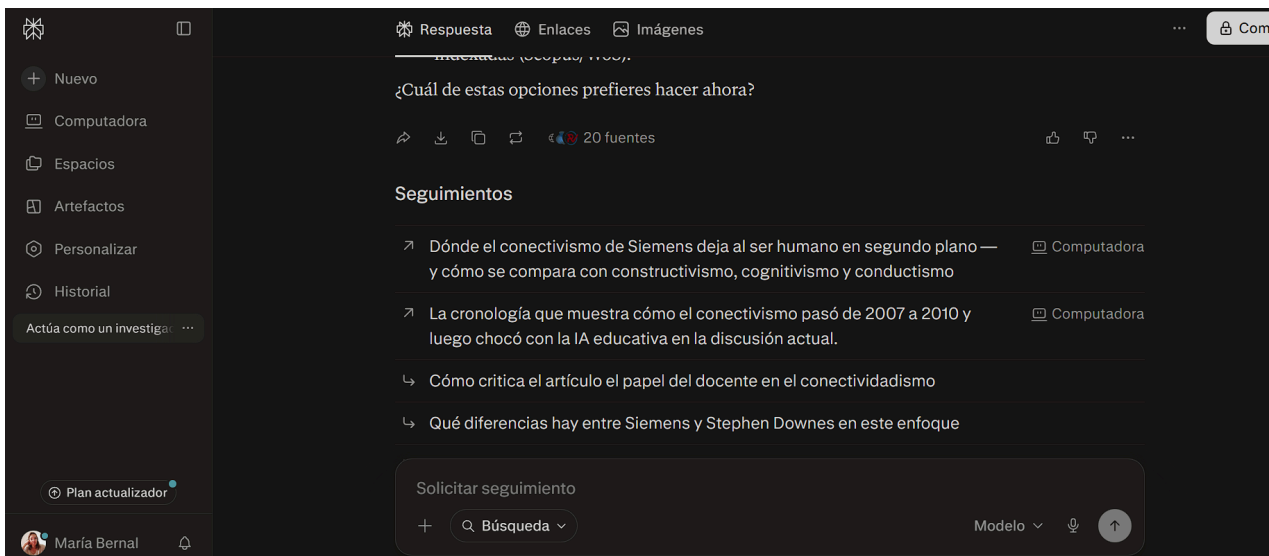 Respuesta
Enlaces
Imágenes
Com
Nuevo
Computadora
Espacios
Artefactos
Personalizar
Historial
Actúa como un investigac
Plan actualizador
María Bernal
indexadas (Scopus/WoS).
¿Cuál de estas opciones prefieres hacer ahora?
20 fuentes
Seguimientos
Dónde el conectivismo de Siemens deja al ser humano en segundo plano —
y cómo se compara con constructivismo, cognitivismo y conductismo
Computadora
La cronología que muestra cómo el conectivismo pasó de 2007 a 2010 y
luego chocó con la IA educativa en la discusión actual.
Computadora
Cómo critica el artículo el papel del docente en el conectividadismo
Qué diferencias hay entre Siemens y Stephen Downes en este enfoque
Solicitar seguimiento
Búsqueda
Modelo